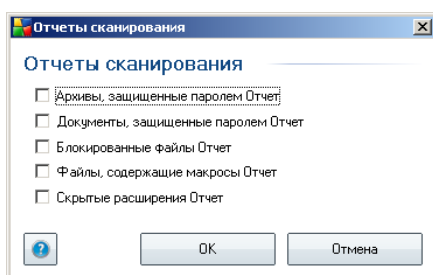 Отчеты сканирования
Отчеты сканирования
Архивы, защищенные паролем Отчет
Документы, защищенные паролем Отчет
Блокированные файлы Отчет
Файлы, содержащие макросы Отчет
Скрытые расширения Отчет
? OK Отмена